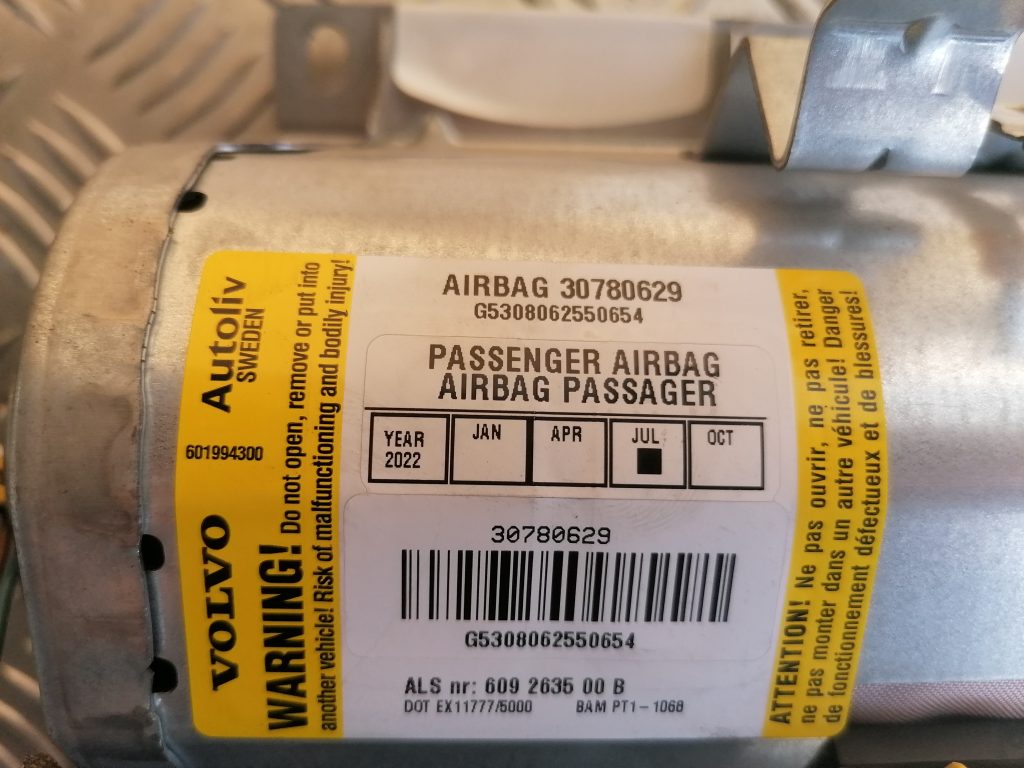 Autoliv
SWEDEN
601994300
VOLVO
WARNING! Do not open, remove or put into
another vehicle! Risk of malfunctioning and bodily injury!
AIRBAG 30780629
G5308062550654
PASSENGER AIRBAG
AIRBAG PASSAGER
YEAR JAN APR JUL OCT
2022
30780629
G5308062550654
ALS nr: 609 2635 00 B
DOT EX11777/5000 BAM PT1-1068
ATTENTION! Ne pas ouvrir, ne pas retirer,
ne pas monter dans un autre véhicule! Danger
de fonctionnement défectueux et de blessures!